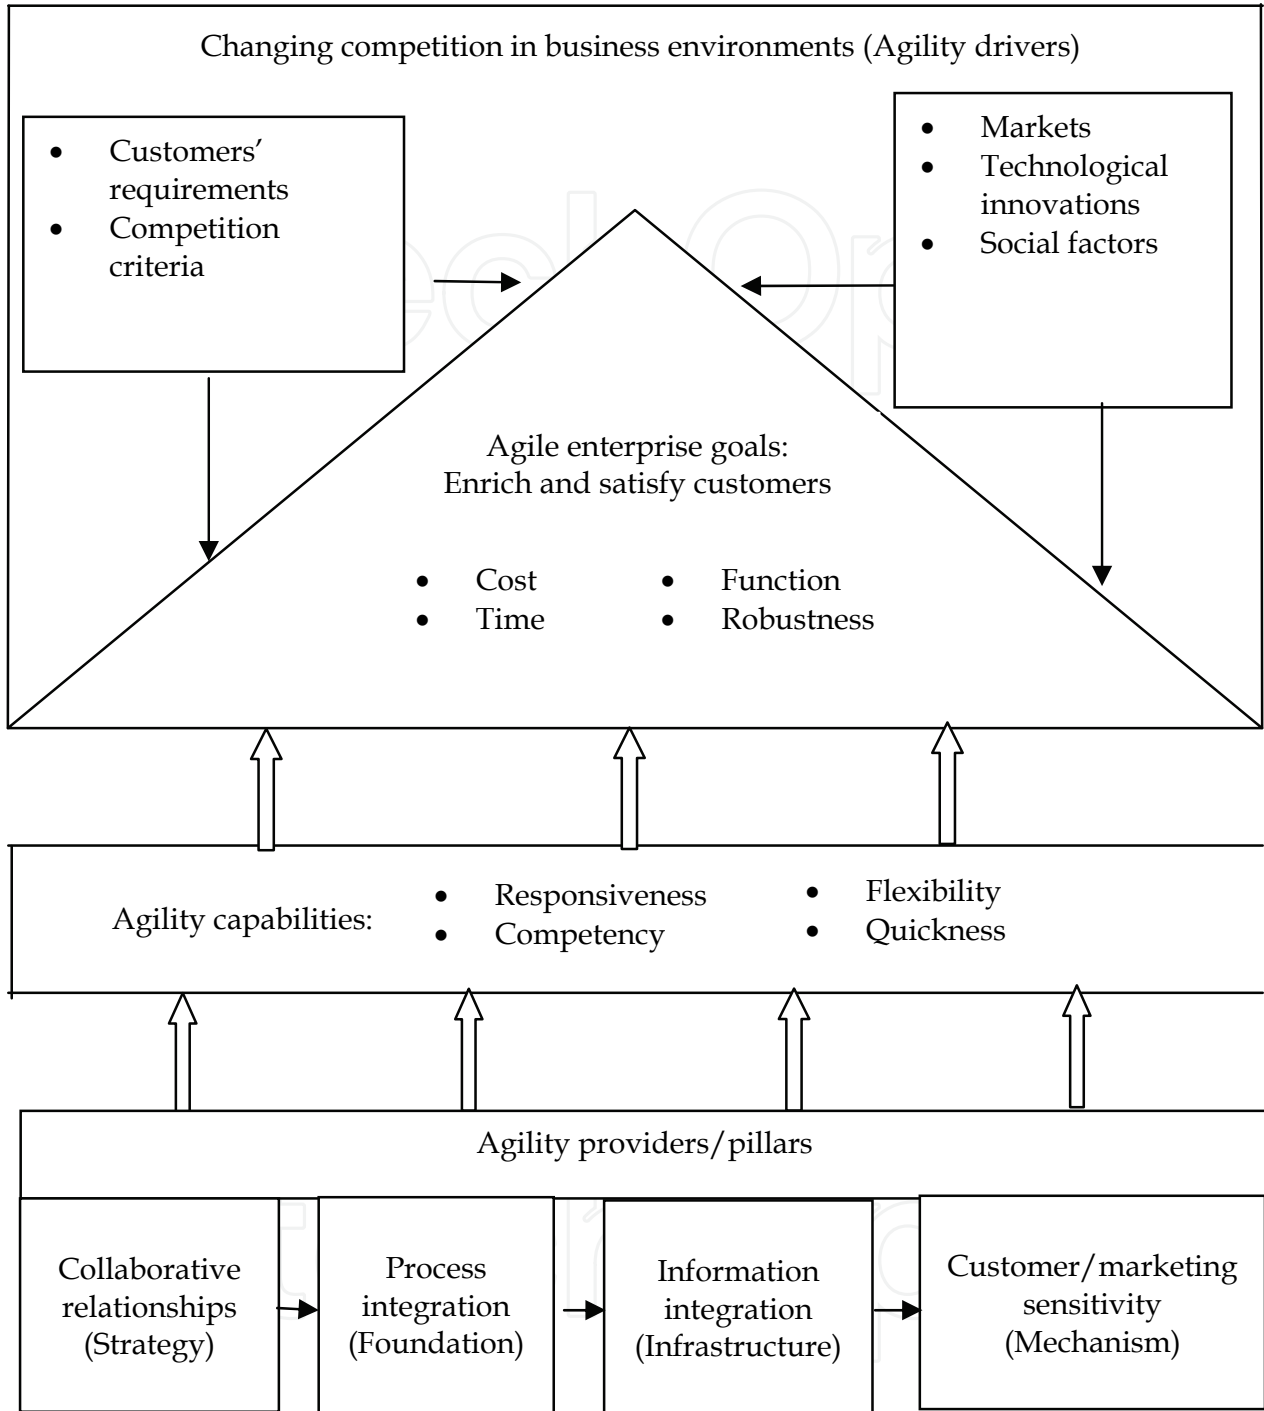 Changing competition in business environments (Agility drivers)
• Customers’
requirements
• Competition
criteria
• Markets
• Technological
innovations
• Social factors
Agile enterprise goals:
Enrich and satisfy customers
• Cost
• Time
• Function
• Robustness
Agility capabilities:
• Responsiveness
• Competency
• Flexibility
• Quickness
Agility providers/pillars
Collaborative
relationships
(Strategy)
Process
integration
(Foundation)
Information
integration
(Infrastructure)
Customer/marketing
sensitivity
(Mechanism)